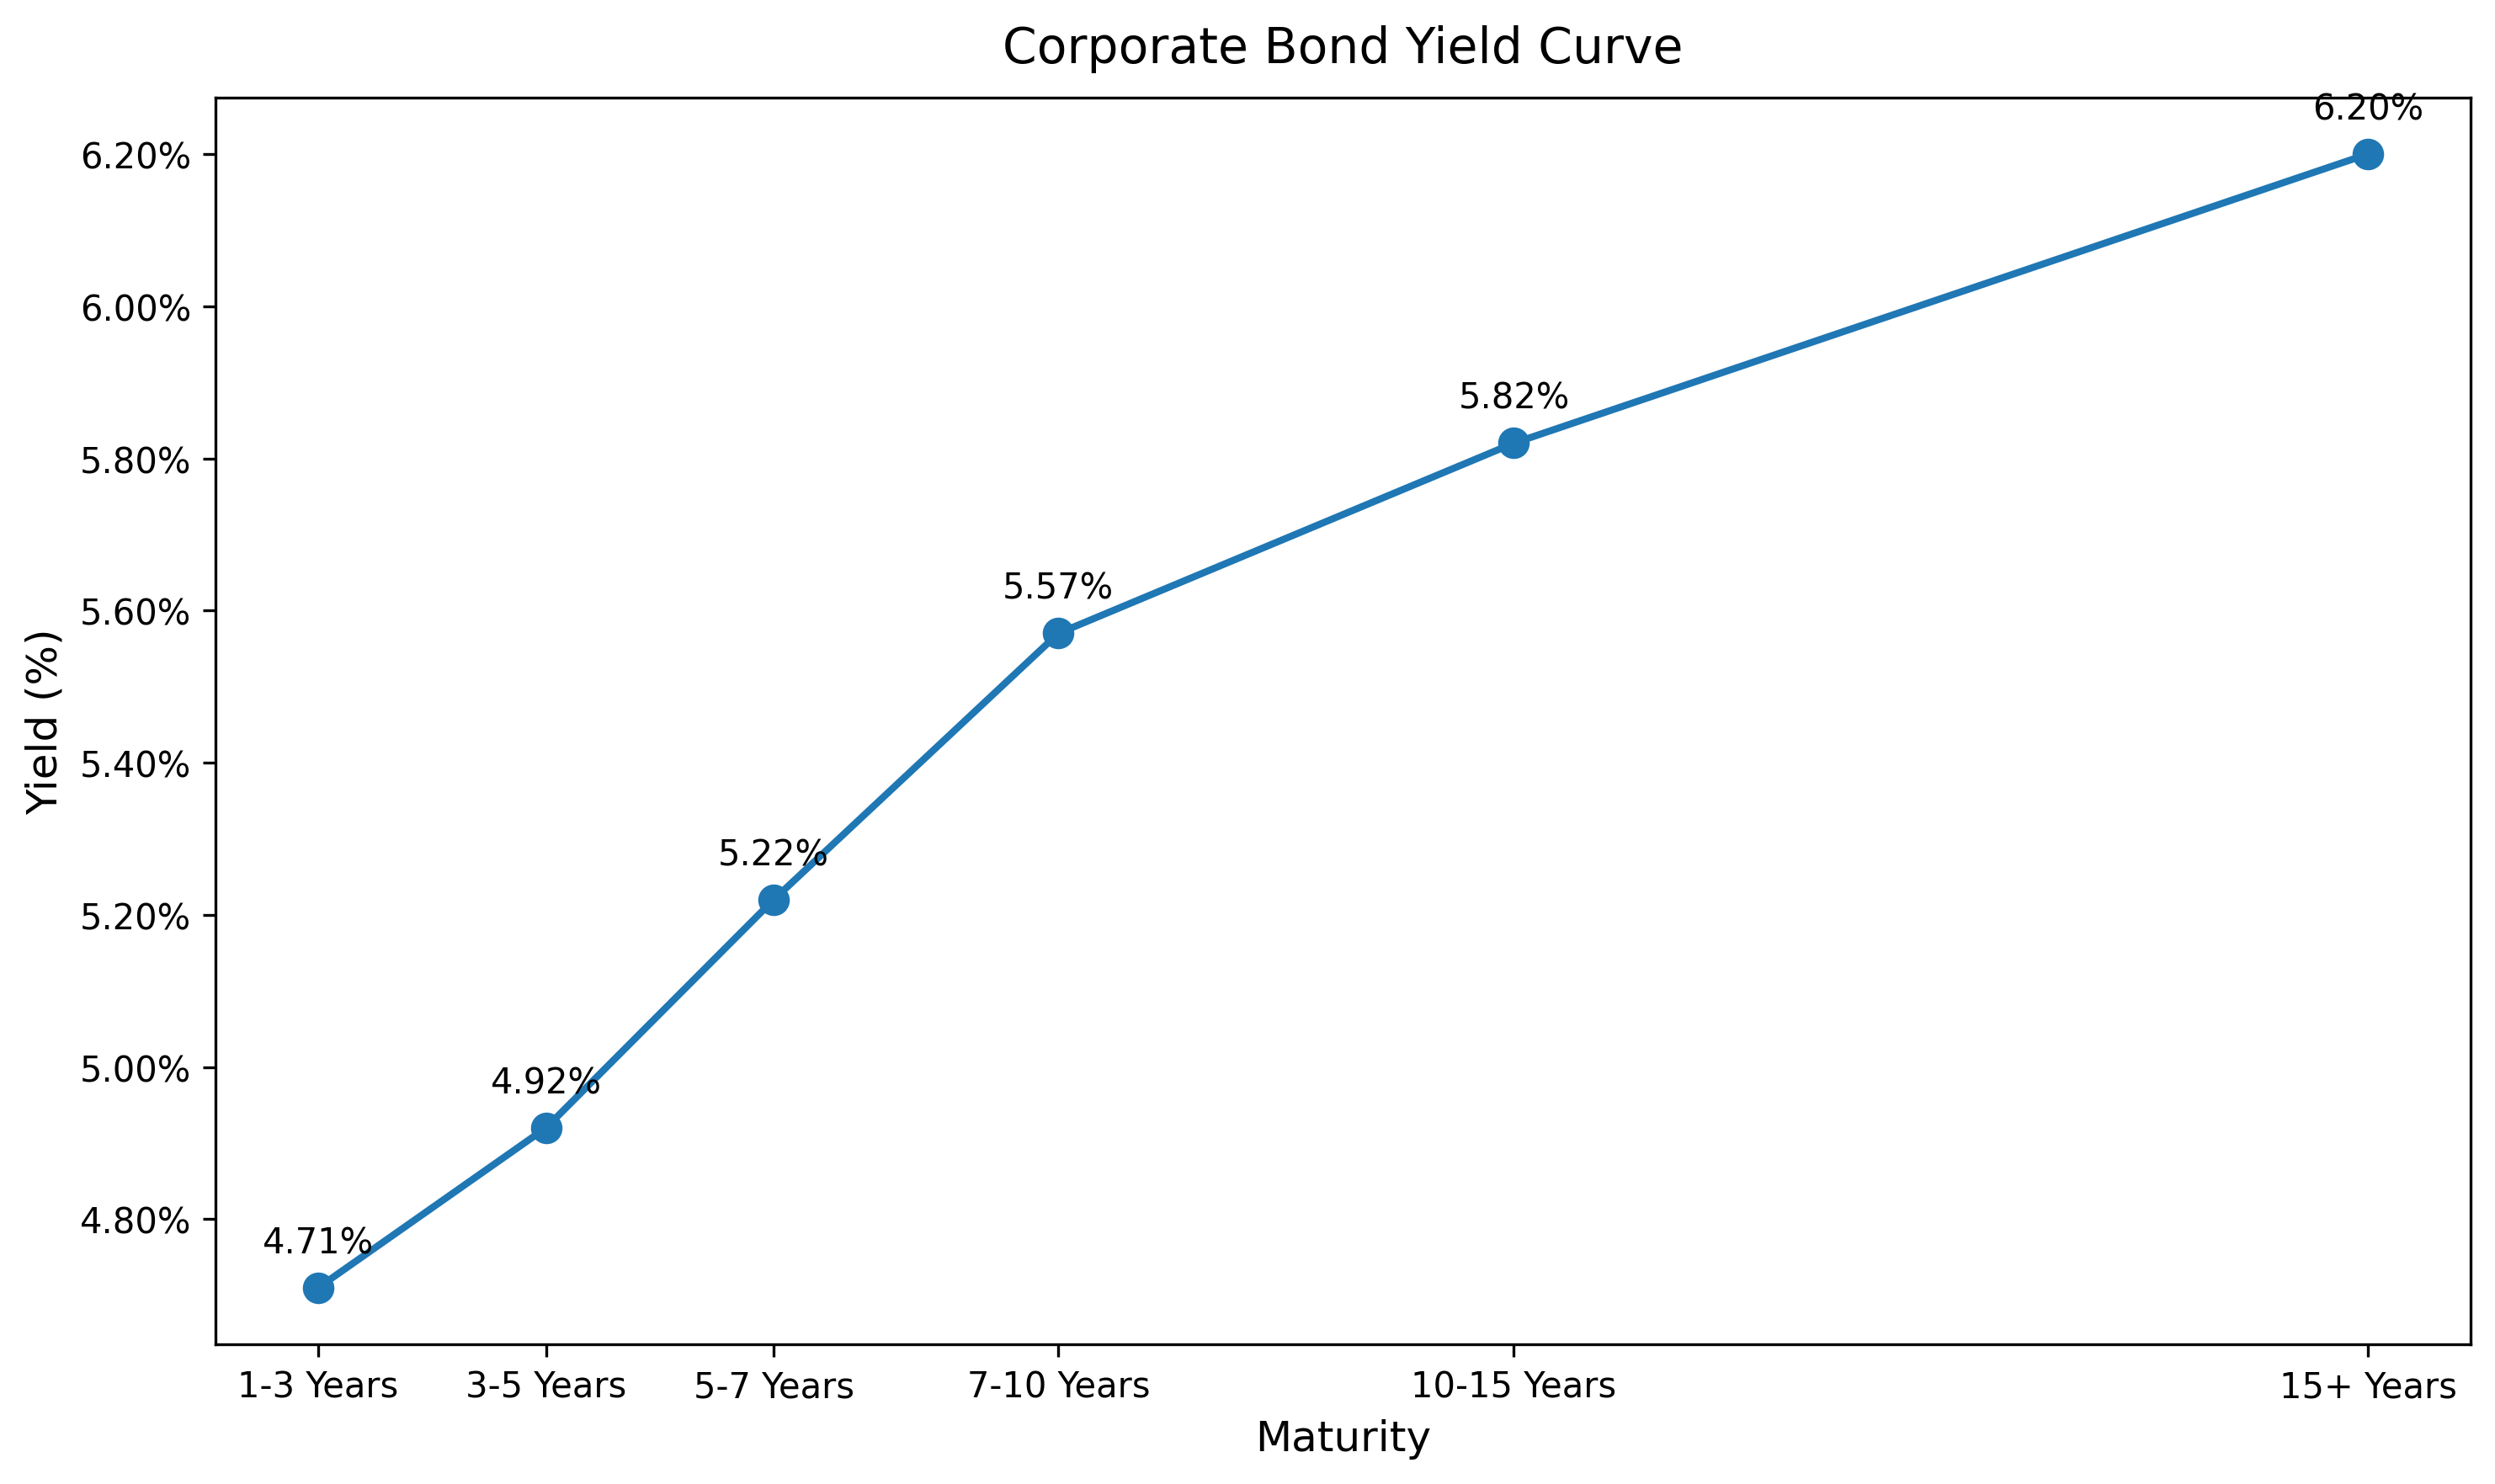 Corporate Bond Yield Curve
Yield (%)
6.20%
6.00%
5.80%
5.60%
5.40%
5.20%
5.00%
4.80%
4.71%
4.92%
5.22%
5.57%
5.82%
6.20%
1-3 Years
3-5 Years
5-7 Years
7-10 Years
10-15 Years
15+ Years
Maturity